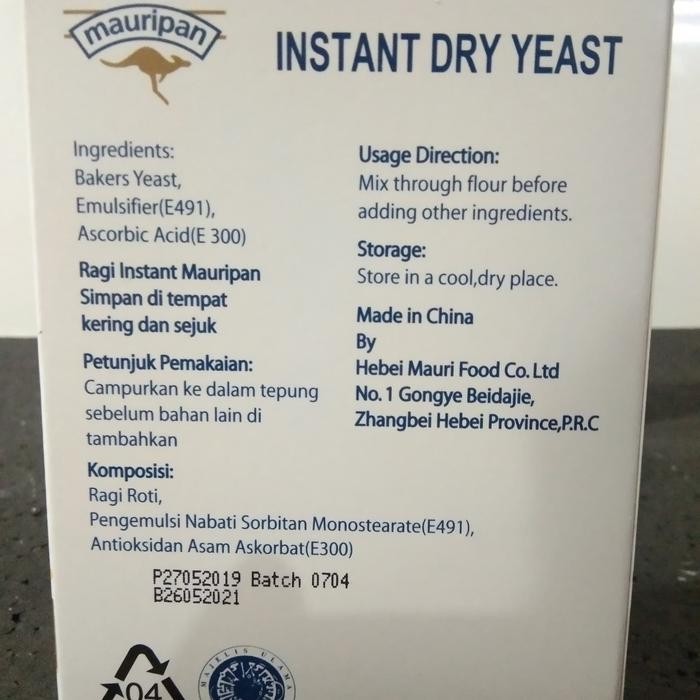 mauripan
INSTANT DRY YEAST
Ingredients:
Bakers Yeast,
Emulsifier(E491),
Ascorbic Acid(E 300)
Ragi Instant Mauripan
Simpan di tempat
kering dan sejuk
Petunjuk Pemakaian:
Campurkan ke dalam tepung
sebelum bahan lain di
tambahkan
Komposisi:
Ragi Roti,
Pengemulsi Nabati Sorbitan Monostearate(E491),
Antioksidan Asam Askorbat(E300)
Usage Direction:
Mix through flour before
adding other ingredients.
Storage:
Store in a cool,dry place.
Made in China
By
Hebei Mauri Food Co. Ltd
No. 1 Gongye Beidajie,
Zhangbei Hebei Province,P.R.C
P27052019 Batch 0704
B26052021
04
MAJELIS ULAMA